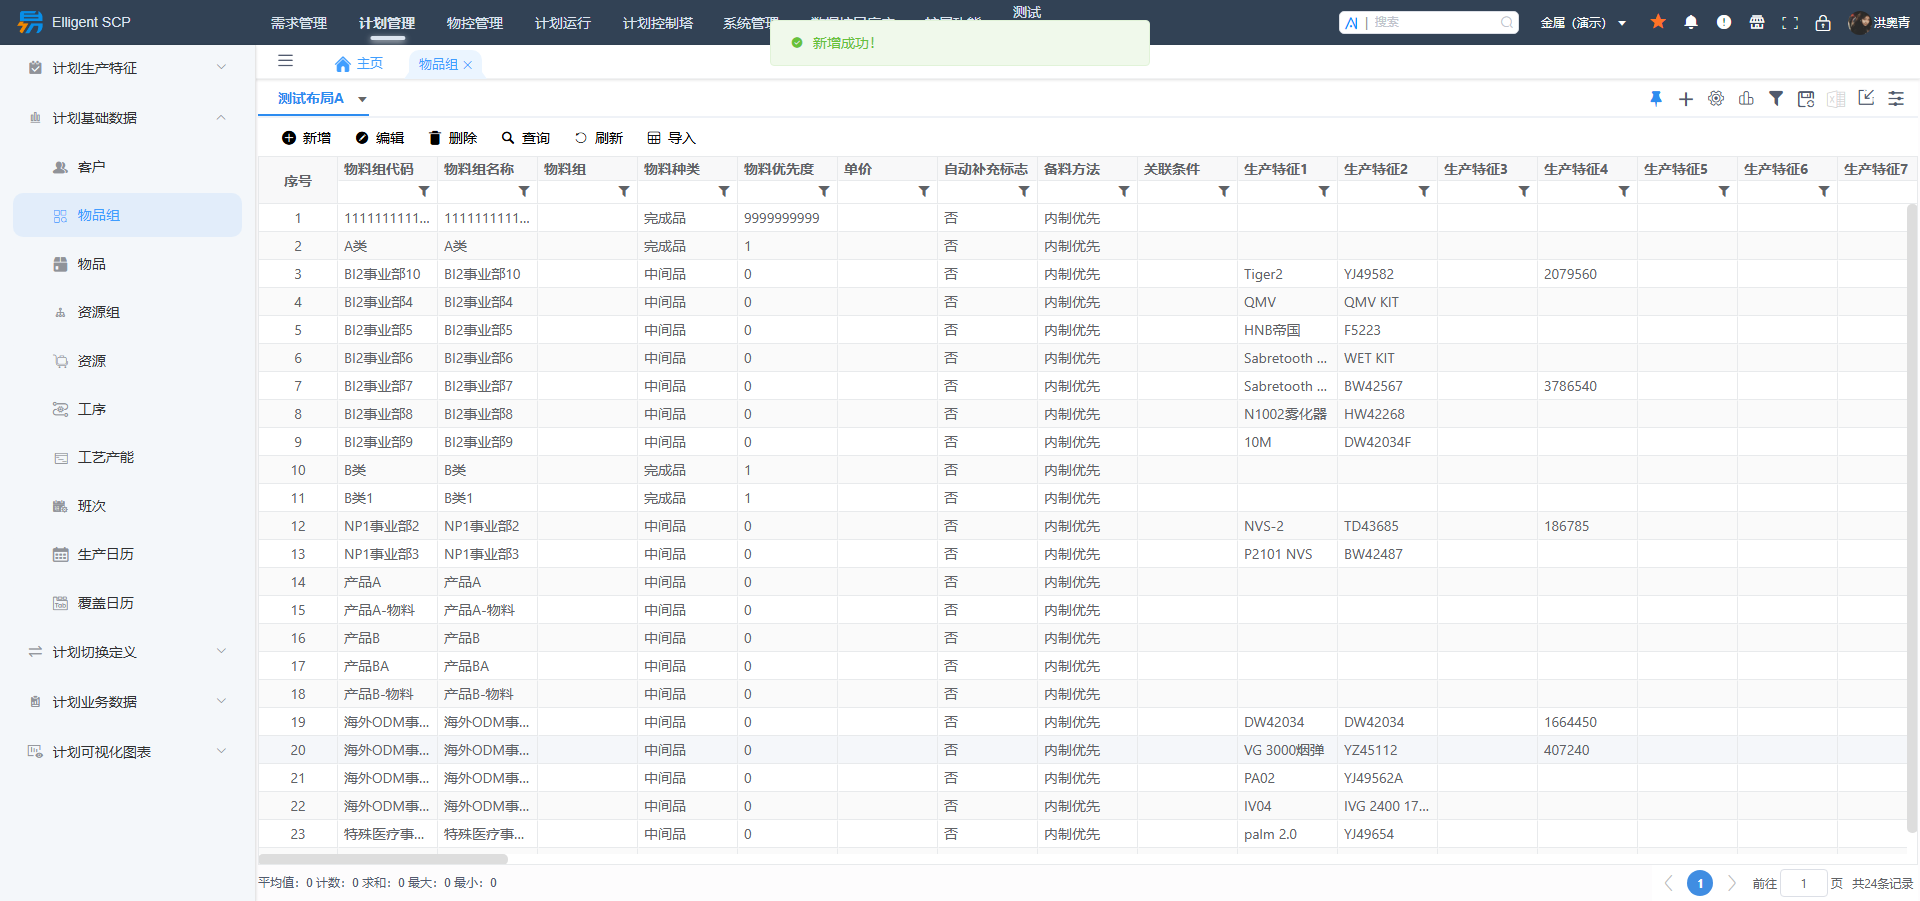 Elligent SCP
需求管理 计划管理 物控管理 计划运行 计划控制塔 系统管理 测试
AI | 搜索
金属（演示）
洪奥青
新增成功！
计划生产特征
计划基础数据
客户
物品组
物品
资源组
资源
工序
工艺产能
班次
生产日历
覆盖日历
计划切换定义
计划业务数据
计划可视化图表
主页 物品组 ×
测试布局A
新增 编辑 删除 查询 刷新 导入
序号 物料组代码 物料组名称 物料组 物料种类 物料优先度 单价 自动补充标志 备料方法 关联条件 生产特征1 生产特征2 生产特征3 生产特征4 生产特征5 生产特征6 生产特征7
1 1111111111... 1111111111... 完成品 9999999999 否 内制优先
2 A类 A类 完成品 1 否 内制优先
3 BI2事业部10 BI2事业部10 中间品 0 否 内制优先 Tiger2 YJ49582 2079560
4 BI2事业部4 BI2事业部4 中间品 0 否 内制优先 QMV QMV KIT
5 BI2事业部5 BI2事业部5 中间品 0 否 内制优先 HNB帝国 F5223
6 BI2事业部6 BI2事业部6 中间品 0 否 内制优先 Sabretooth ... WET KIT
7 BI2事业部7 BI2事业部7 中间品 0 否 内制优先 Sabretooth ... BW42567 3786540
8 BI2事业部8 BI2事业部8 中间品 0 否 内制优先 N1002雾化器 HW42268
9 BI2事业部9 BI2事业部9 中间品 0 否 内制优先 10M DW42034F
10 B类 B类 完成品 1 否 内制优先
11 B类1 B类1 完成品 1 否 内制优先
12 NP1事业部2 NP1事业部2 中间品 0 否 内制优先 NVS-2 TD43685 186785
13 NP1事业部3 NP1事业部3 中间品 0 否 内制优先 P2101 NVS BW42487
14 产品A 产品A 中间品 0 否 内制优先
15 产品A-物料 产品A-物料 中间品 0 否 内制优先
16 产品B 产品B 中间品 0 否 内制优先
17 产品BA 产品BA 中间品 0 否 内制优先
18 产品B-物料 产品B-物料 中间品 0 否 内制优先
19 海外ODM事... 海外ODM事... 中间品 0 否 内制优先 DW42034 DW42034 1664450
20 海外ODM事... 海外ODM事... 中间品 0 否 内制优先 VG 3000烟弹 YZ45112 407240
21 海外ODM事... 海外ODM事... 中间品 0 否 内制优先 PA02 YJ49562A
22 海外ODM事... 海外ODM事... 中间品 0 否 内制优先 IV04 IVG 2400 17...
23 特殊医疗事... 特殊医疗事... 中间品 0 否 内制优先 palm 2.0 YJ49654
平均值：0 计数：0 求和：0 最大：0 最小：0
1 前往 1 页 共24条记录